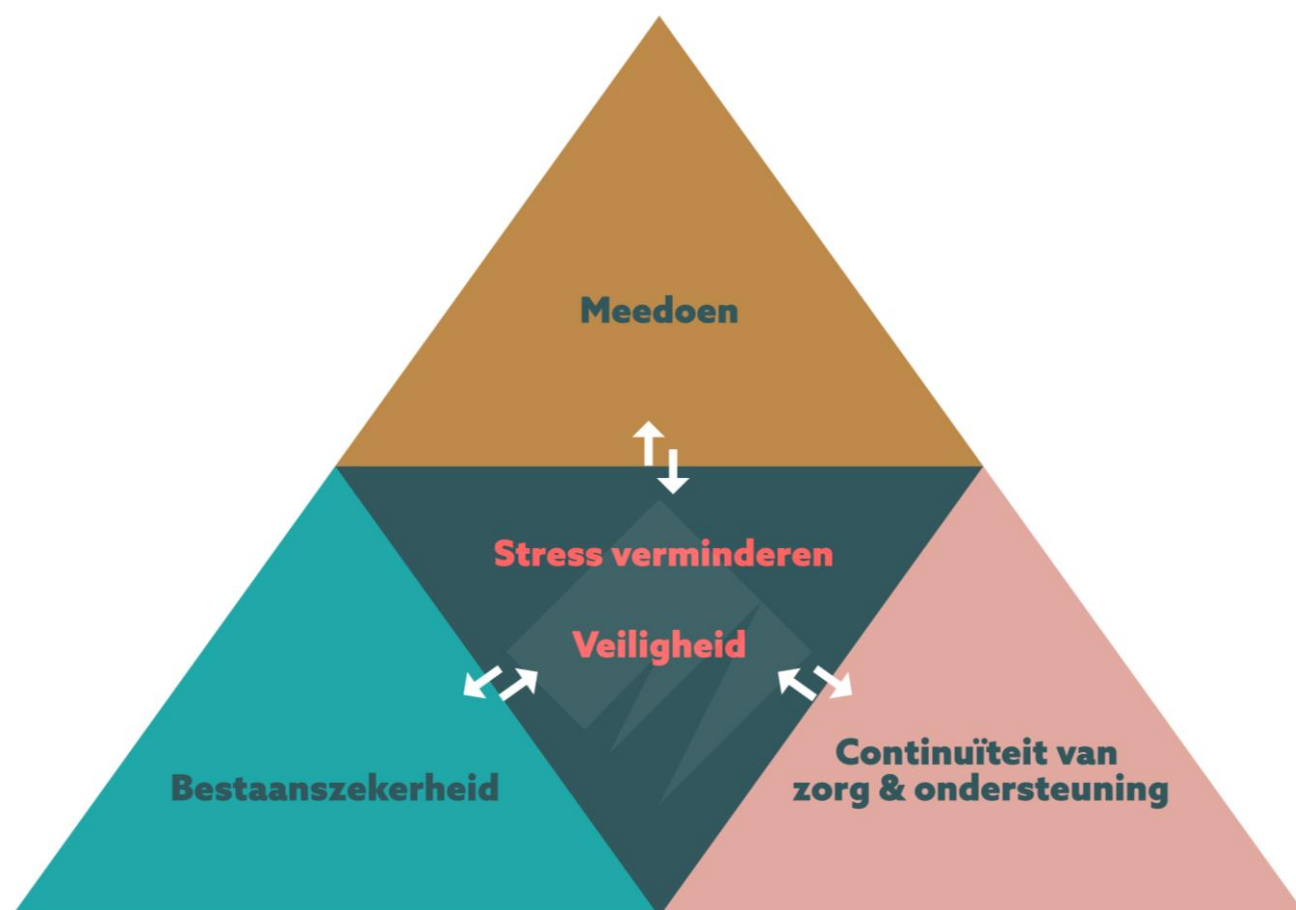 Meedoen
Stress verminderen
Veiligheid
Bestaanszekerheid
Continuïteit van
zorg & ondersteuning